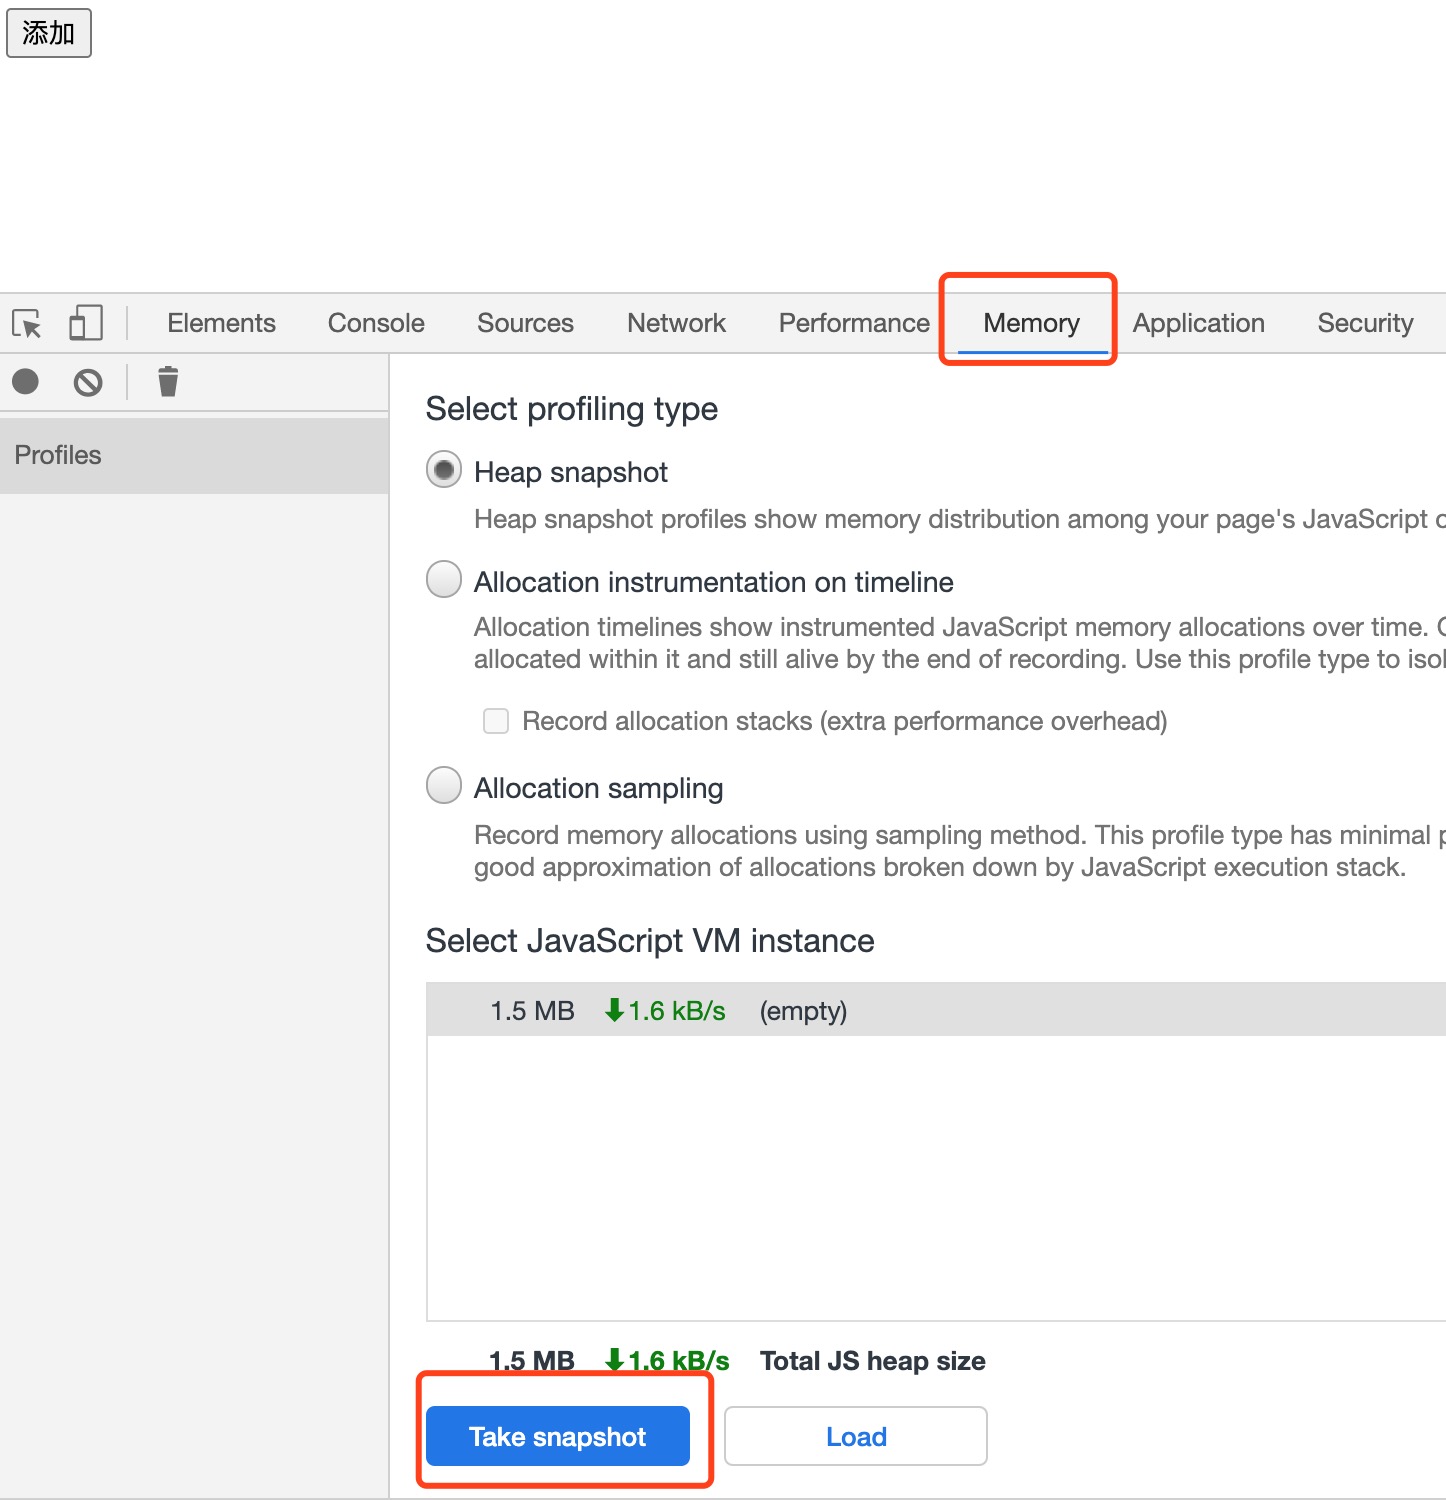 添加
Elements Console Sources Network Performance Memory Application Security
Profiles
Select profiling type
Heap snapshot
Heap snapshot profiles show memory distribution among your page's JavaScript
Allocation instrumentation on timeline
Allocation timelines show instrumented JavaScript memory allocations over time.
allocated within it and still alive by the end of recording. Use this profile type to
Record allocation stacks (extra performance overhead)
Allocation sampling
Record memory allocations using sampling method. This profile type has minimal
good approximation of allocations broken down by JavaScript execution stack.
Select JavaScript VM instance
1.5 MB 1.6 kB/s (empty)
1.5 MB 1.6 kB/s Total JS heap size
Take snapshot Load